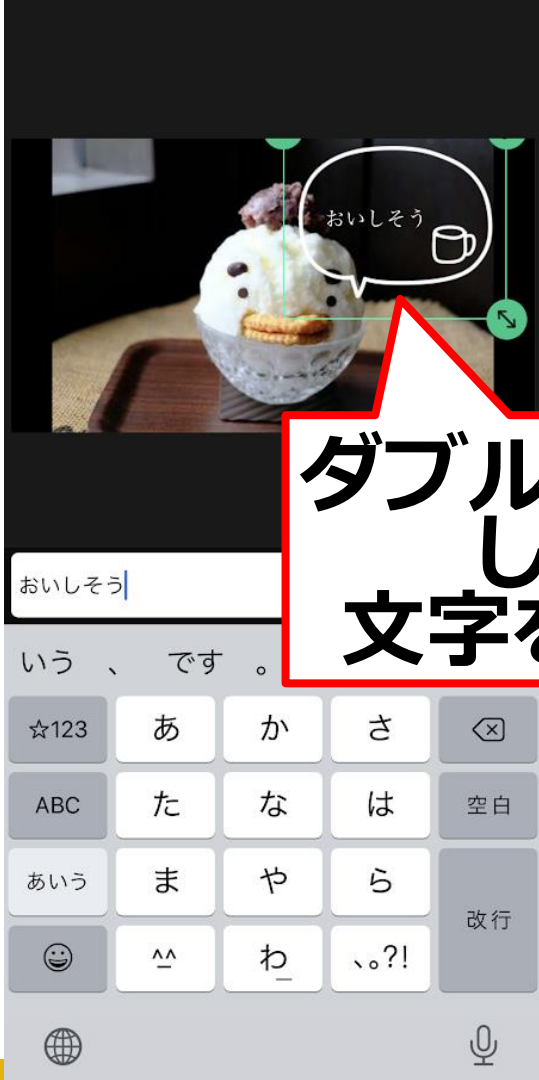 おいしそう
ダブル
し
文字を
おいしそう
いう 、 です 。
☆123 あ か さ
ABC た な は 空白
あいう ま や ら 改行
^^ わ 、。?!